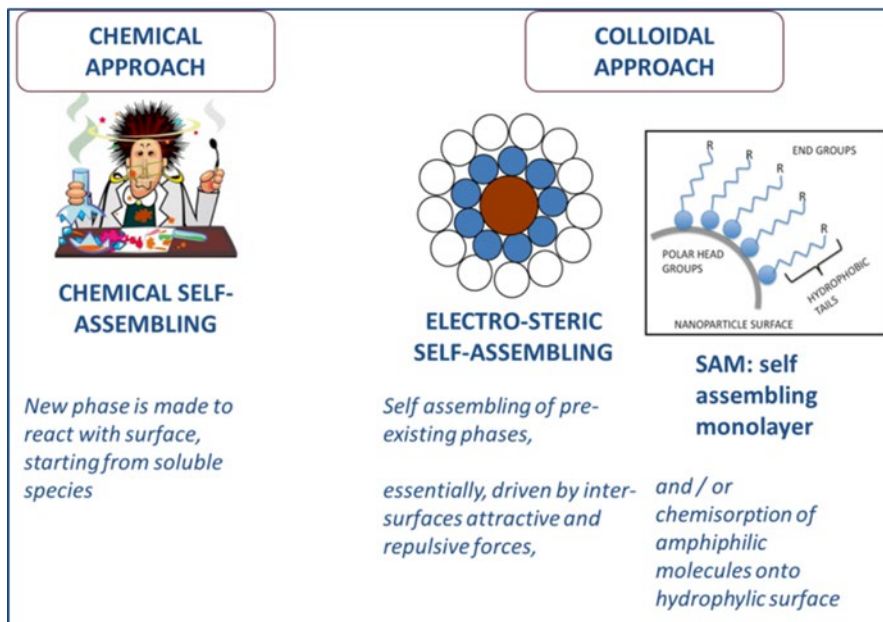 CHEMICAL
APPROACH
CHEMICAL SELF-
ASSEMBLING
New phase is made to
react with surface,
starting from soluble
species
COLLOIDAL
APPROACH
ELECTRO-STERIC
SELF-ASSEMBLING
Self assembling of pre-
existing phases,
essentially, driven by inter-
surfaces attractive and
repulsive forces,
R
R
R
R
R
END GROUPS
POLAR HEAD
GROUPS
HYDROPHOBIC
TAILS
NANOPARTICLE SURFACE
SAM: self
assembling
monolayer
and / or
chemisorption of
amphiphilic
molecules onto
hydrophylic surface